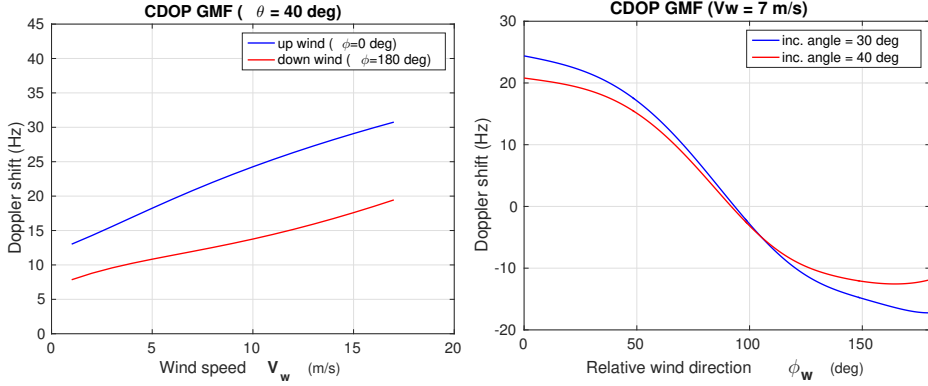 CDOP GMF ( θ = 40 deg)
45
40
35
30
25
20
15
10
5
0
Doppler shift (Hz)
up wind ( ϕ=0 deg)
down wind ( ϕ=180 deg)
0 5 10 15 20
Wind speed V_w (m/s)
CDOP GMF (Vw = 7 m/s)
30
20
10
0
-10
-20
Doppler shift (Hz)
inc. angle = 30 deg
inc. angle = 40 deg
0 50 100 150
Relative wind direction ϕ_w (deg)